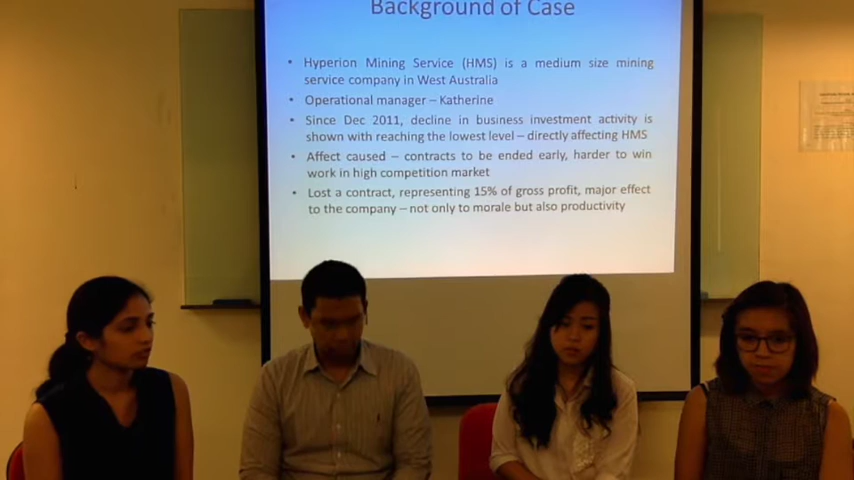 Background of Case
• Hyperion Mining Service (HMS) is a medium size mining
service company in West Australia
• Operational manager – Katherine
• Since Dec 2011, decline in business investment activity is
shown with reaching the lowest level – directly affecting HMS
• Affect caused – contracts to be ended early, harder to win
work in high competition market
• Lost a contract, representing 15% of gross profit, major effect
to the company – not only to morale but also productivity